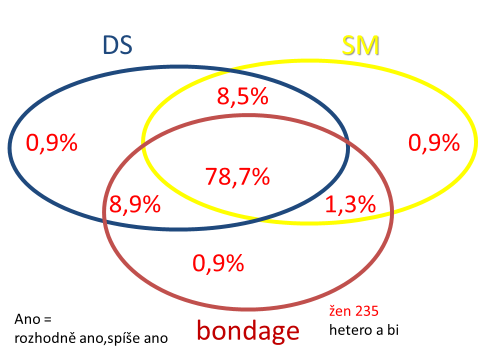 DS
SM
8,5%
0,9%
0,9%
78,7%
8,9%
1,3%
0,9%
Ano =
rozhodně ano,spíše ano
bondage
žen 235
hetero a bi